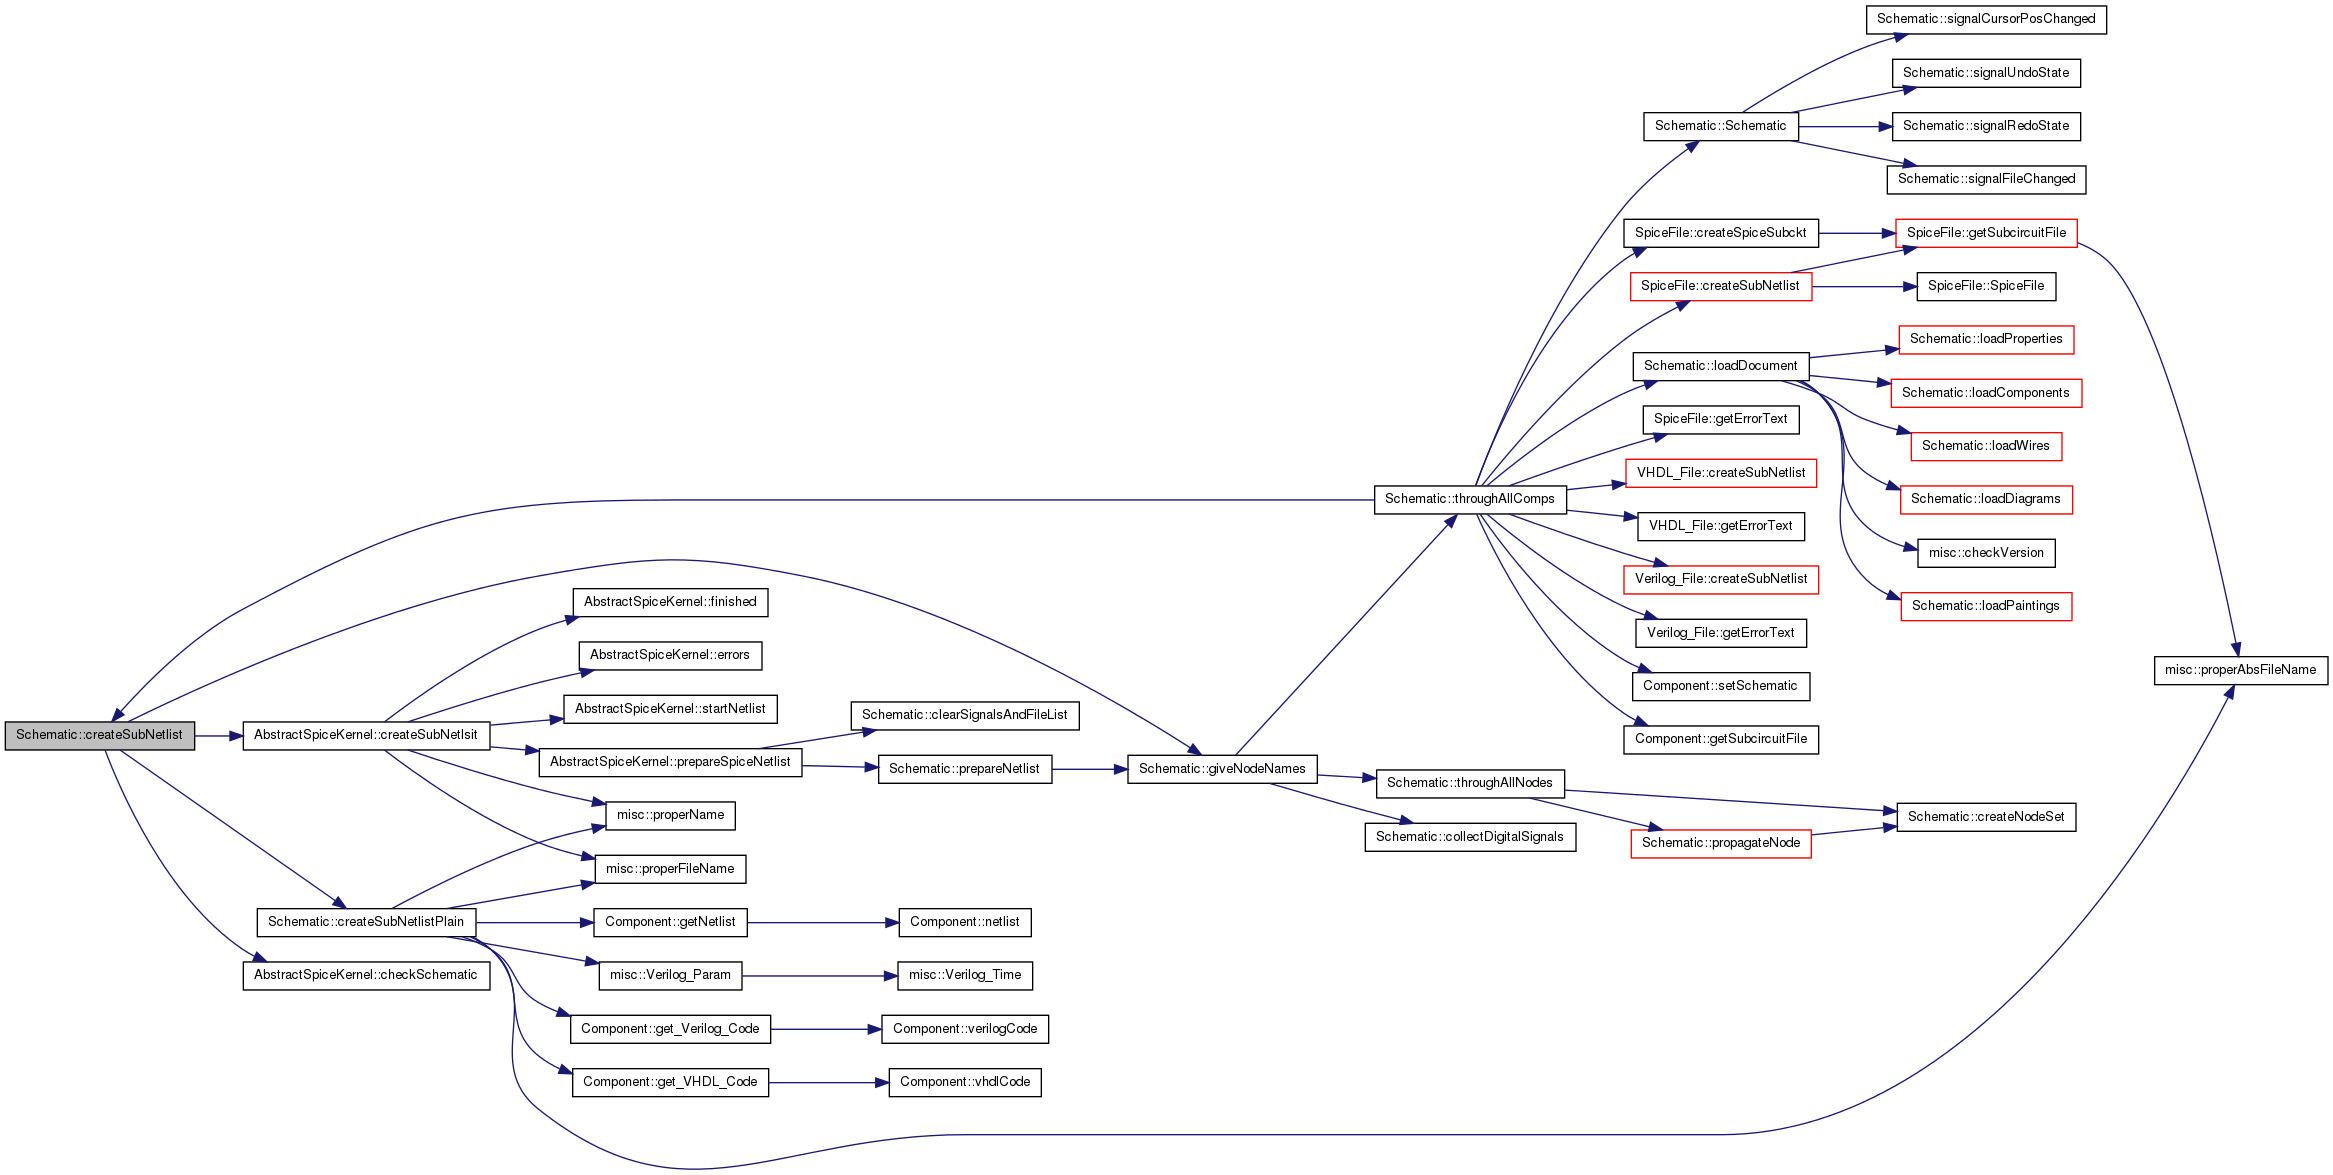 Schematic::signalCursorPosChanged
Schematic::signalUndoState
Schematic::Schematic
Schematic::signalRedoState
Schematic::signalFileChanged
SpiceFile::createSpiceSubckt
SpiceFile::getSubcircuitFile
SpiceFile::createSubNetlist
SpiceFile::SpiceFile
Schematic::loadProperties
Schematic::loadDocument
Schematic::loadComponents
SpiceFile::getErrorText
Schematic::loadWires
VHDL_File::createSubNetlist
Schematic::throughAllComps
Schematic::loadDiagrams
VHDL_File::getErrorText
misc::checkVersion
Verilog_File::createSubNetlist
AbstractSpiceKernel::finished
Schematic::loadPaintings
Verilog_File::getErrorText
AbstractSpiceKernel::errors
misc::properAbsFileName
Component::setSchematic
AbstractSpiceKernel::startNetlist
Schematic::clearSignalsAndFileList
Schematic::createSubNetlist
AbstractSpiceKernel::createSubNetlsit
Component::getSubcircuitFile
AbstractSpiceKernel::prepareSpiceNetlist
Schematic::prepareNetlist
Schematic::giveNodeNames
Schematic::throughAllNodes
misc::properName
Schematic::createNodeSet
Schematic::collectDigitalSignals
Schematic::propagateNode
misc::properFileName
Schematic::createSubNetlistPlain
Component::getNetlist
Component::netlist
AbstractSpiceKernel::checkSchematic
misc::Verilog_Param
misc::Verilog_Time
Component::get_Verilog_Code
Component::verilogCode
Component::get_VHDL_Code
Component::vhdlCode